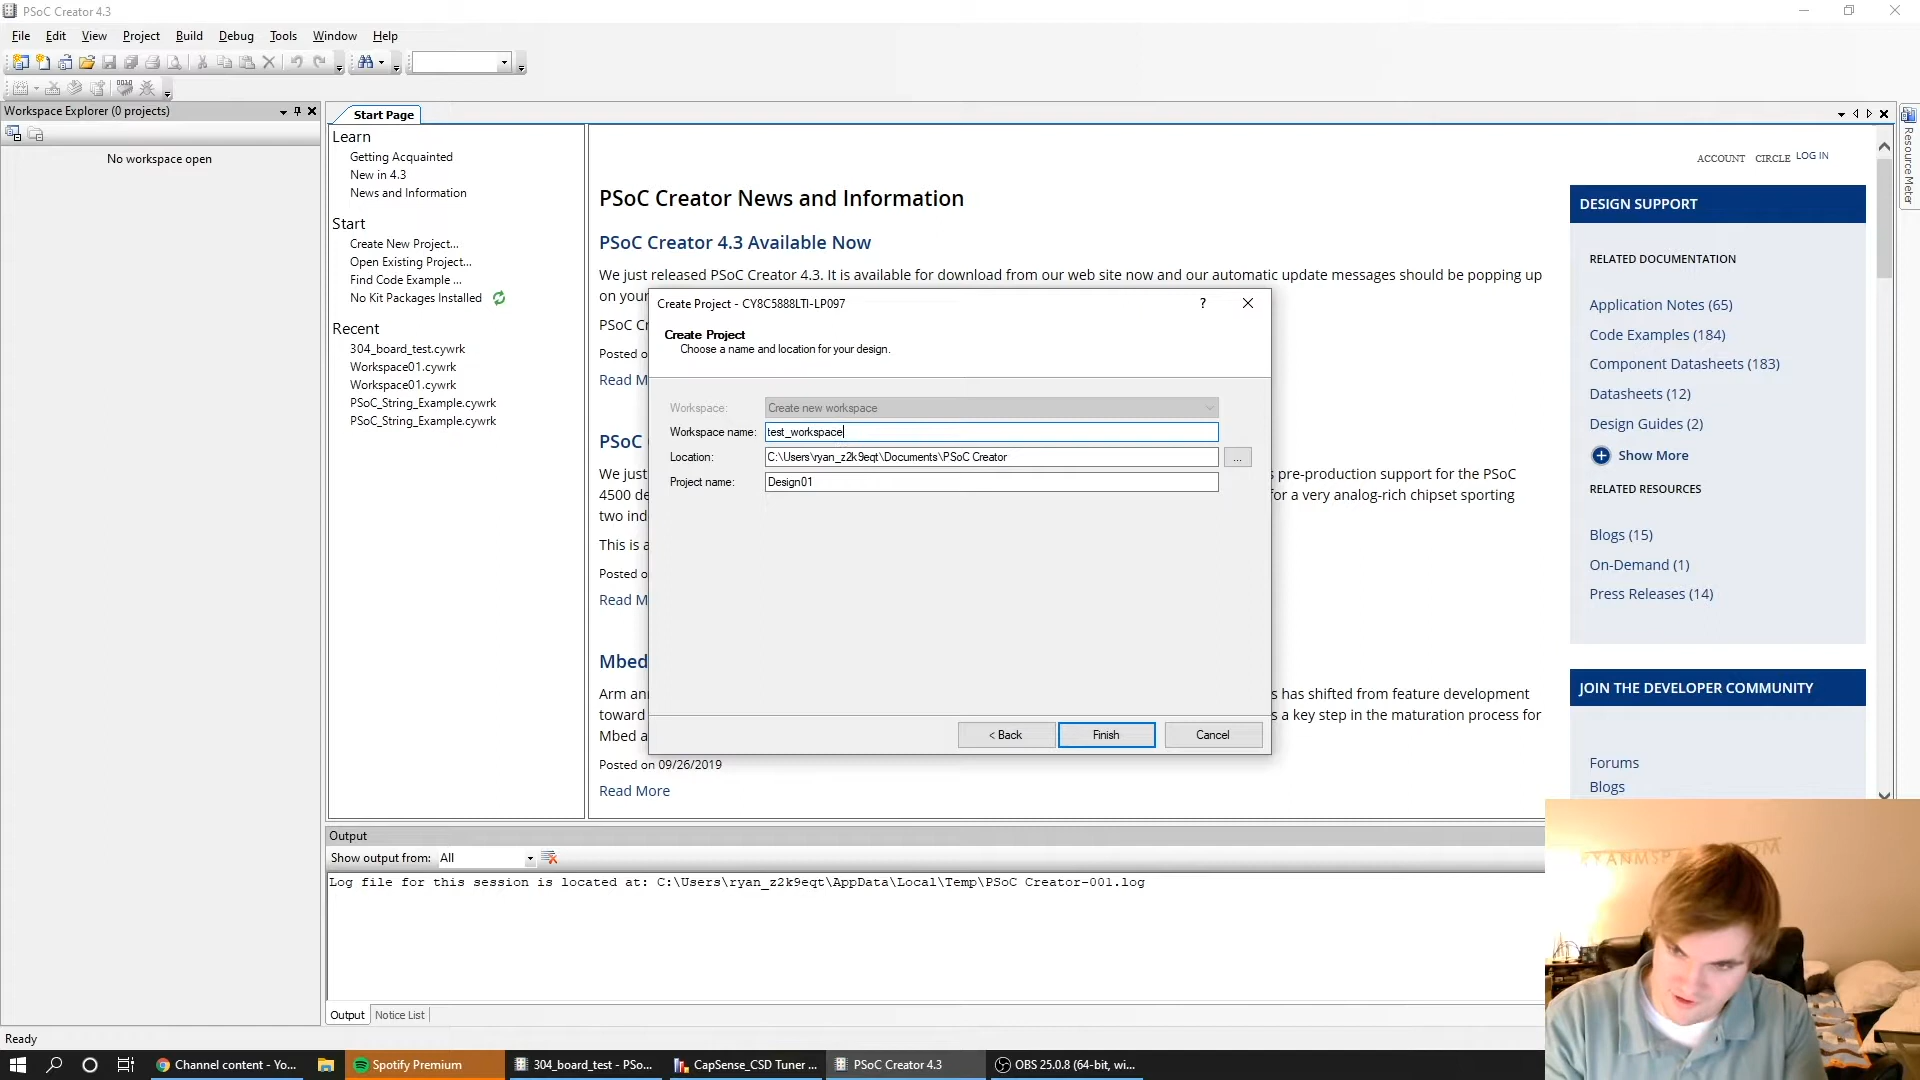 PSoC Creator 4.3
File Edit View Project Build Debug Tools Window Help
Workspace Explorer (0 projects)
No workspace open
Start Page
Learn
Getting Acquainted
New in 4.3
News and Information
Start
Create New Project...
Open Existing Project...
Find Code Example ...
No Kit Packages Installed
Recent
304_board_test.cywrk
Workspace01.cywrk
Workspace01.cywrk
PSoC_String_Example.cywrk
PSoC_String_Example.cywrk
ACCOUNT CIRCLE LOG IN
PSoC Creator News and Information
PSoC Creator 4.3 Available Now
We just released PSoC Creator 4.3. It is available for download from our web site now and our automatic update messages should be popping up
on your
PSoC Cr
Posted o
Read M
PSoC
We jus
s pre-production support for the PSoC
4500 de
for a very analog-rich chipset sporting
two ind
This is a
Posted o
Read M
Mbed
Arm an
s has shifted from feature development
toward
s a key step in the maturation process for
Mbed a
Posted on 09/26/2019
Read More
Create Project - CY8C5888LTI-LP097
?
Create Project
Choose a name and location for your design.
Workspace: Create new workspace
Workspace name: test_workspace
Location: C:\Users\ryan_z2k9eqt\Documents\PSoC Creator ...
Project name: Design01
< Back Finish Cancel
DESIGN SUPPORT
RELATED DOCUMENTATION
Application Notes (65)
Code Examples (184)
Component Datasheets (183)
Datasheets (12)
Design Guides (2)
Show More
RELATED RESOURCES
Blogs (15)
On-Demand (1)
Press Releases (14)
JOIN THE DEVELOPER COMMUNITY
Forums
Blogs
Resource Meter
Output
Show output from: All
Log file for this session is located at: C:\Users\ryan_z2k9eqt\AppData\Local\Temp\PSoC Creator-001.log
Output Notice List
Ready
Channel content - Yo... Spotify Premium 304_board_test - PSo... CapSense_CSD Tuner ... PSoC Creator 4.3 OBS 25.0.8 (64-bit, wi...